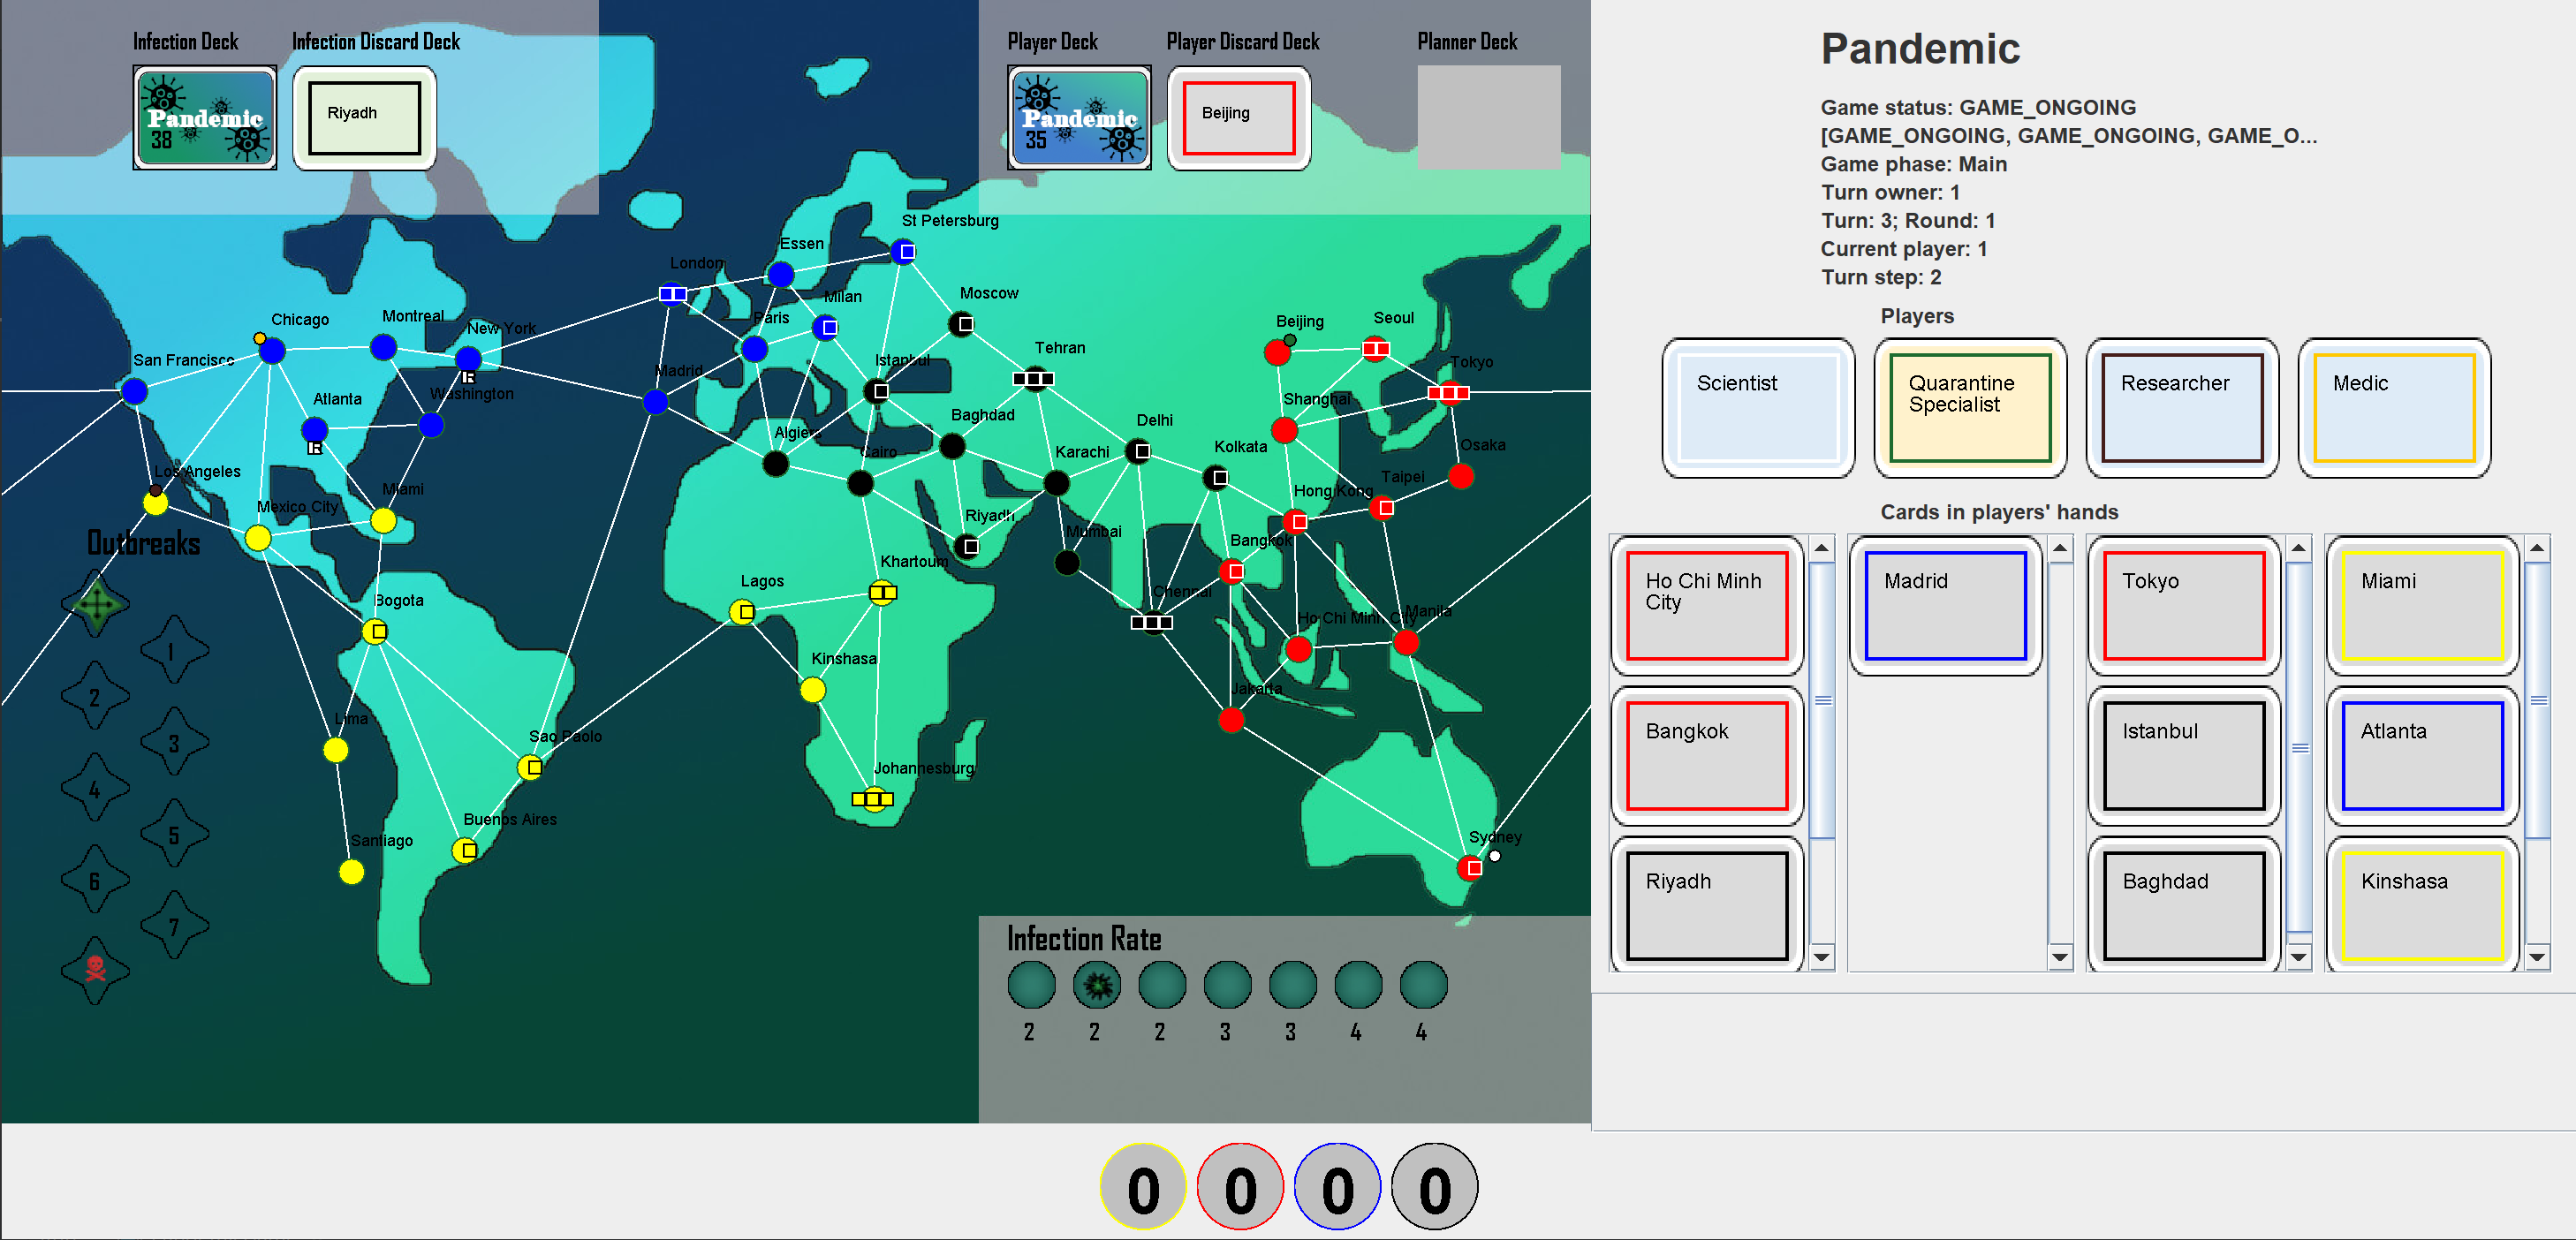 Infection Deck
Infection Discard Deck
Pandemic
38
Riyadh
Player Deck
Player Discard Deck
Planner Deck
Pandemic
35
Beijing
St Petersburg
Essen
London
Milan
Moscow
Paris
Chicago
Montreal
New York
San Francisco
Istanbul
Tehran
Beijing
Seoul
Tokyo
Madrid
Atlanta
Washington
Shanghai
Baghdad
Delhi
Algiers
Cairo
Karachi
Kolkata
Osaka
Los Angeles
Miami
Taipei
Hong Kong
Mexico City
Riyadh
Mumbai
Bangkok
Outbreaks
Khartoum
Lagos
Chennai
Bogota
Ho Chi Minh City
Manila
1
Kinshasa
2
Jakarta
Lima
Sao Paolo
3
Johannesburg
4
Buenos Aires
5
Santiago
Sydney
6
7
R
R
Infection Rate
2
2
2
3
3
4
4
0
0
0
0
Pandemic
Game status: GAME_ONGOING
[GAME_ONGOING, GAME_ONGOING, GAME_O...
Game phase: Main
Turn owner: 1
Turn: 3; Round: 1
Current player: 1
Turn step: 2
Players
Scientist
Quarantine
Specialist
Researcher
Medic
Cards in players' hands
Ho Chi Minh
City
Madrid
Tokyo
Miami
Bangkok
Istanbul
Atlanta
Riyadh
Baghdad
Kinshasa